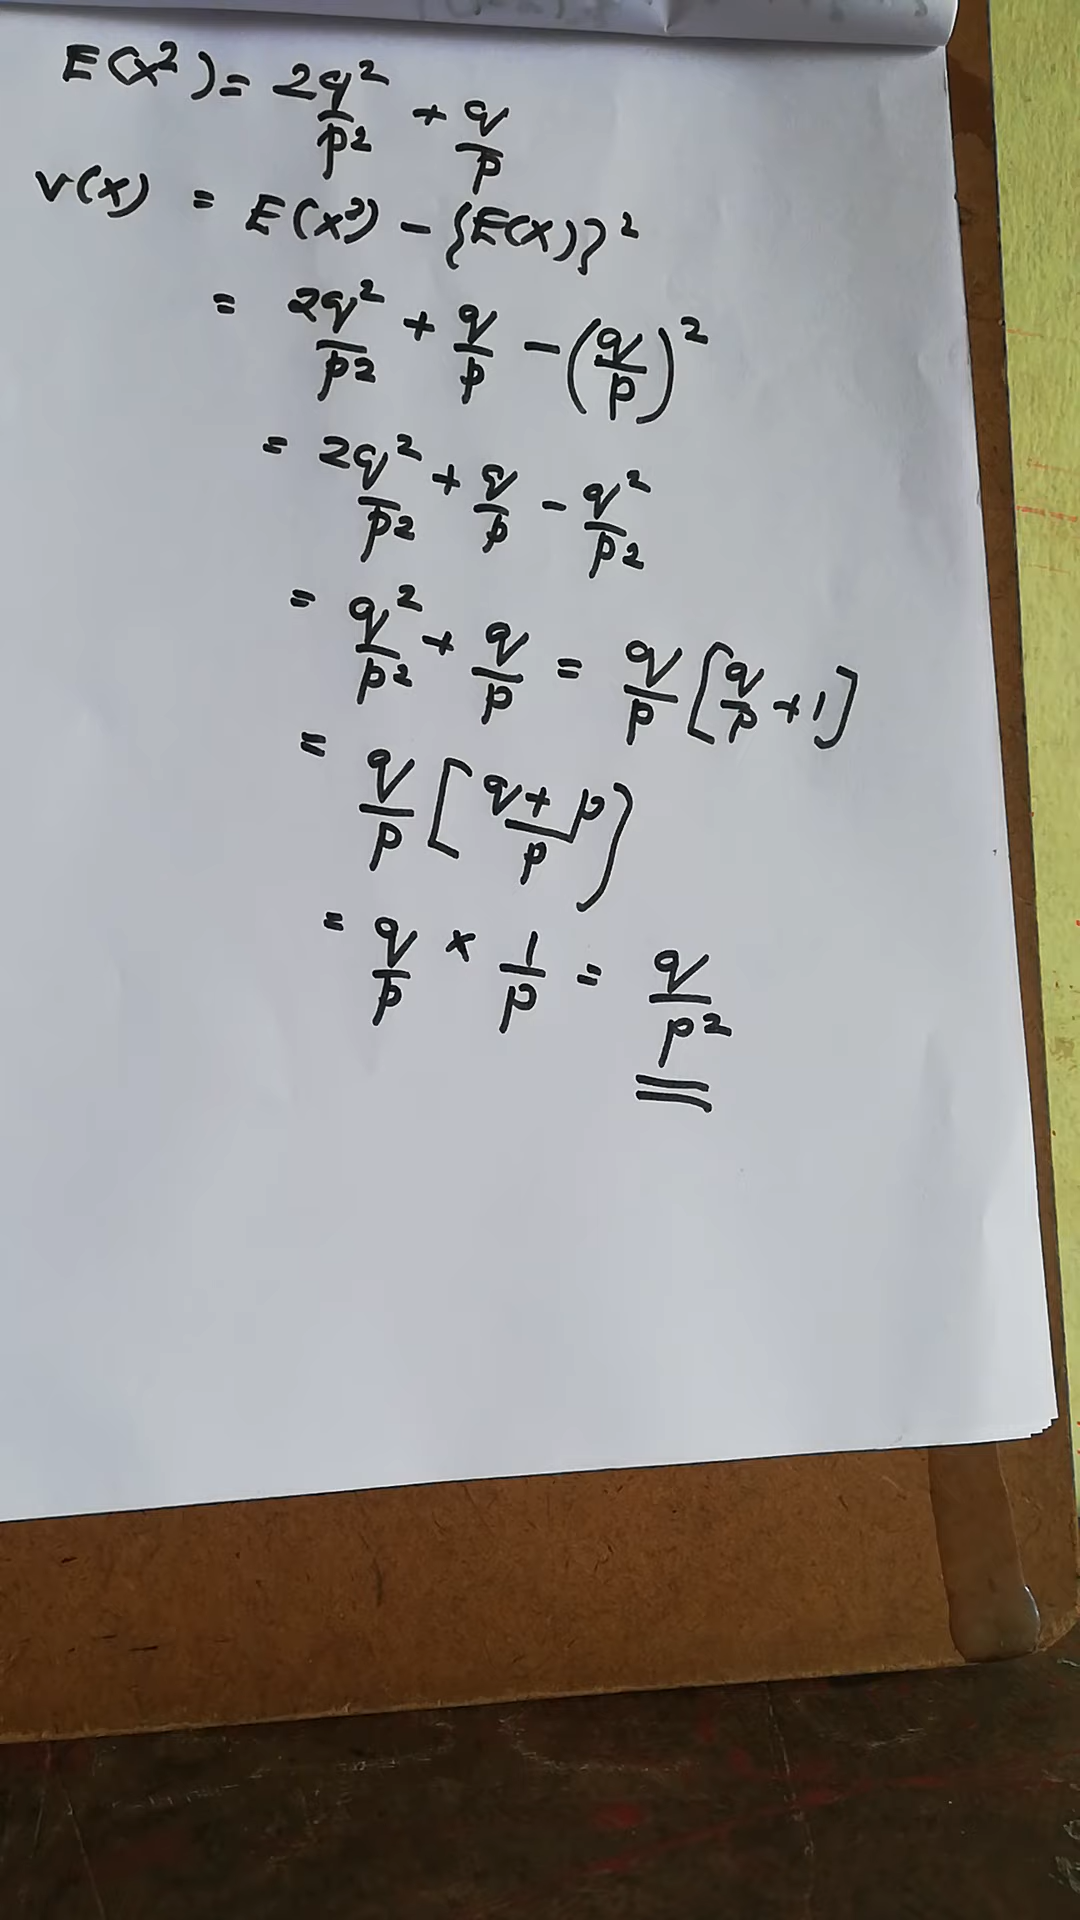 E(x²) = 2q²/p² + q/p
V(x) = E(x²) - {E(x)}²
= 2q²/p² + q/p - (q/p)²
= 2q²/p² + q/p - q²/p²
= q²/p² + q/p = q/p [q/p + 1]
= q/p [q+p/p]
= q/p × 1/p = q/p²